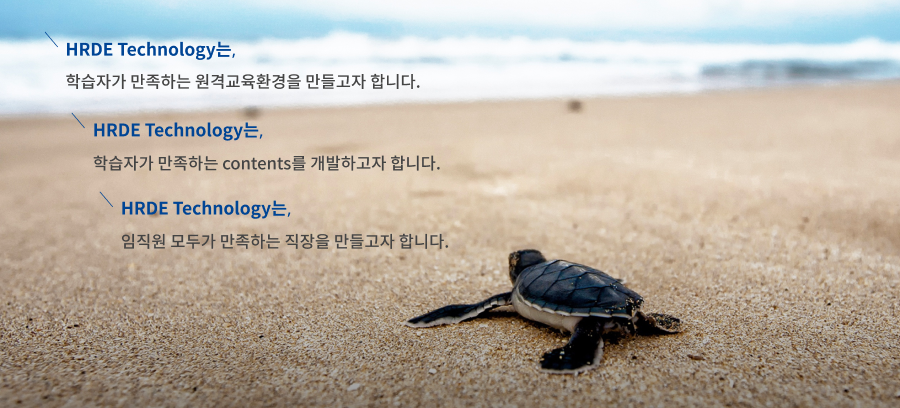 HRDE Technology는,
학습자가 만족하는 원격교육환경을 만들고자 합니다.
HRDE Technology는,
학습자가 만족하는 contents를 개발하고자 합니다.
HRDE Technology는,
임직원 모두가 만족하는 직장을 만들고자 합니다.